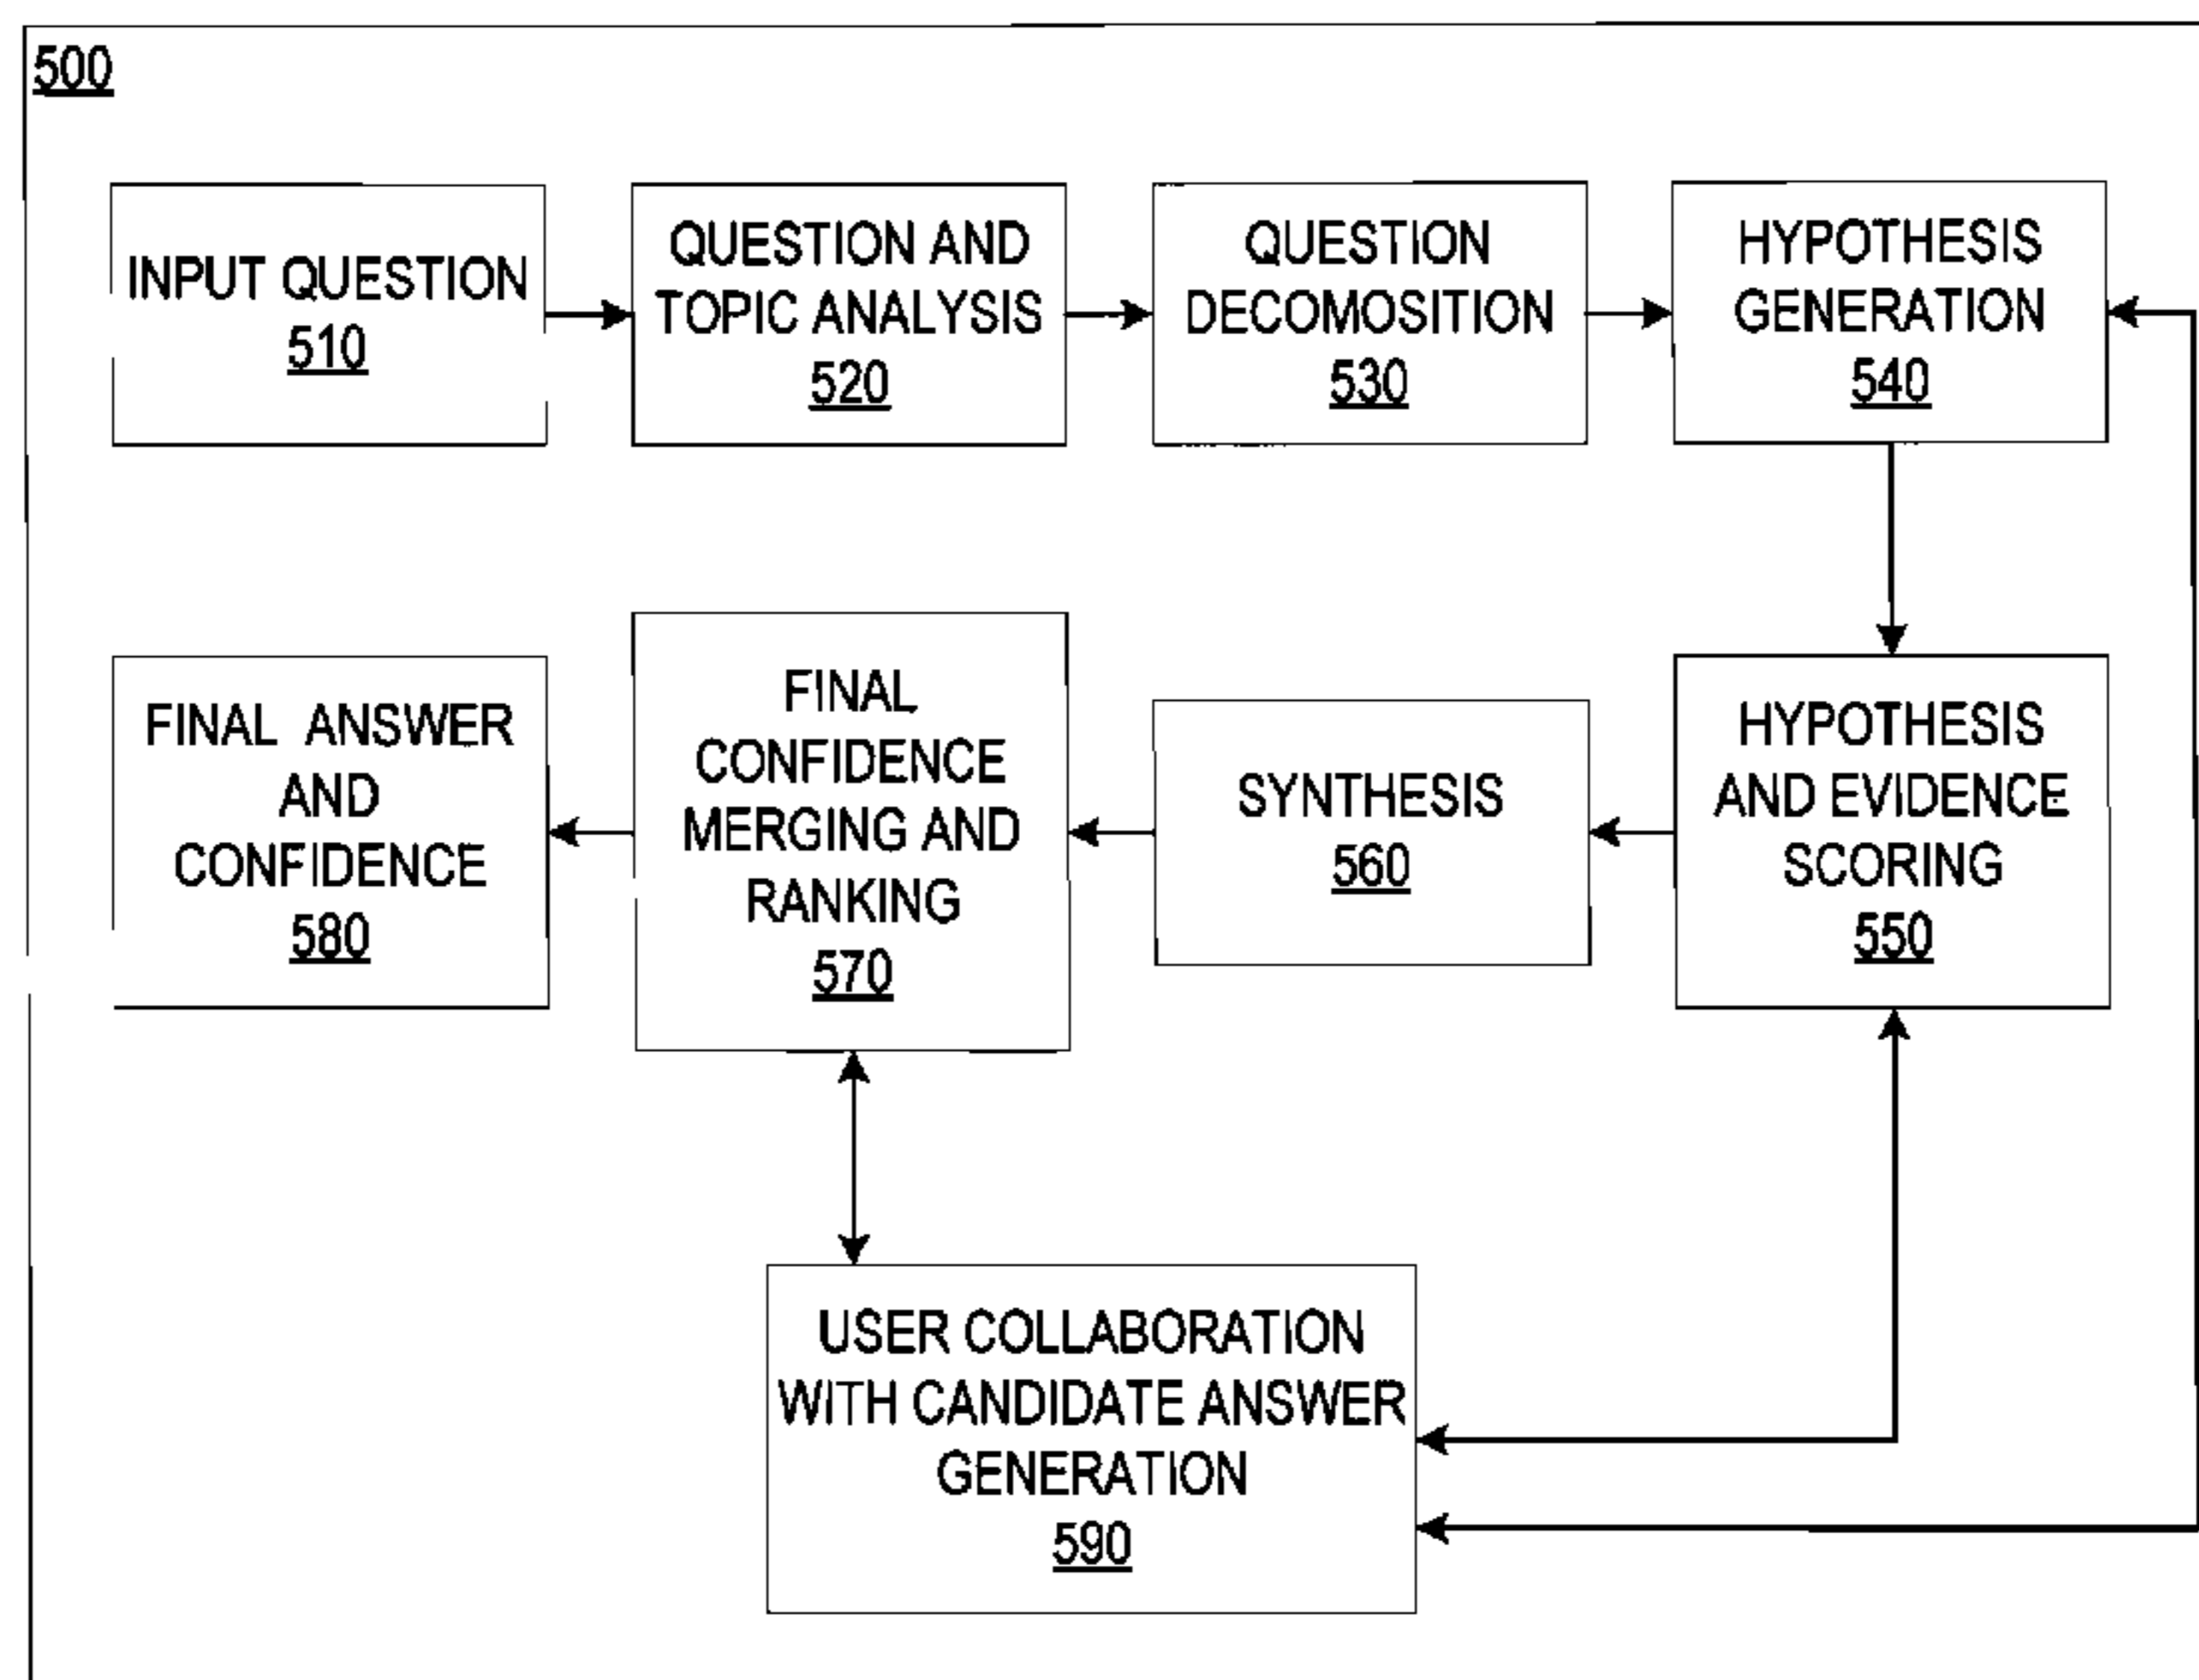 500
INPUT QUESTION
510
QUESTION AND
TOPIC ANALYSIS
520
QUESTION
DECOMOSITION
530
HYPOTHESIS
GENERATION
540
FINAL ANSWER
AND
CONFIDENCE
580
FINAL
CONFIDENCE
MERGING AND
RANKING
570
SYNTHESIS
560
HYPOTHESIS
AND EVIDENCE
SCORING
550
USER COLLABORATION
WITH CANDIDATE ANSWER
GENERATION
590